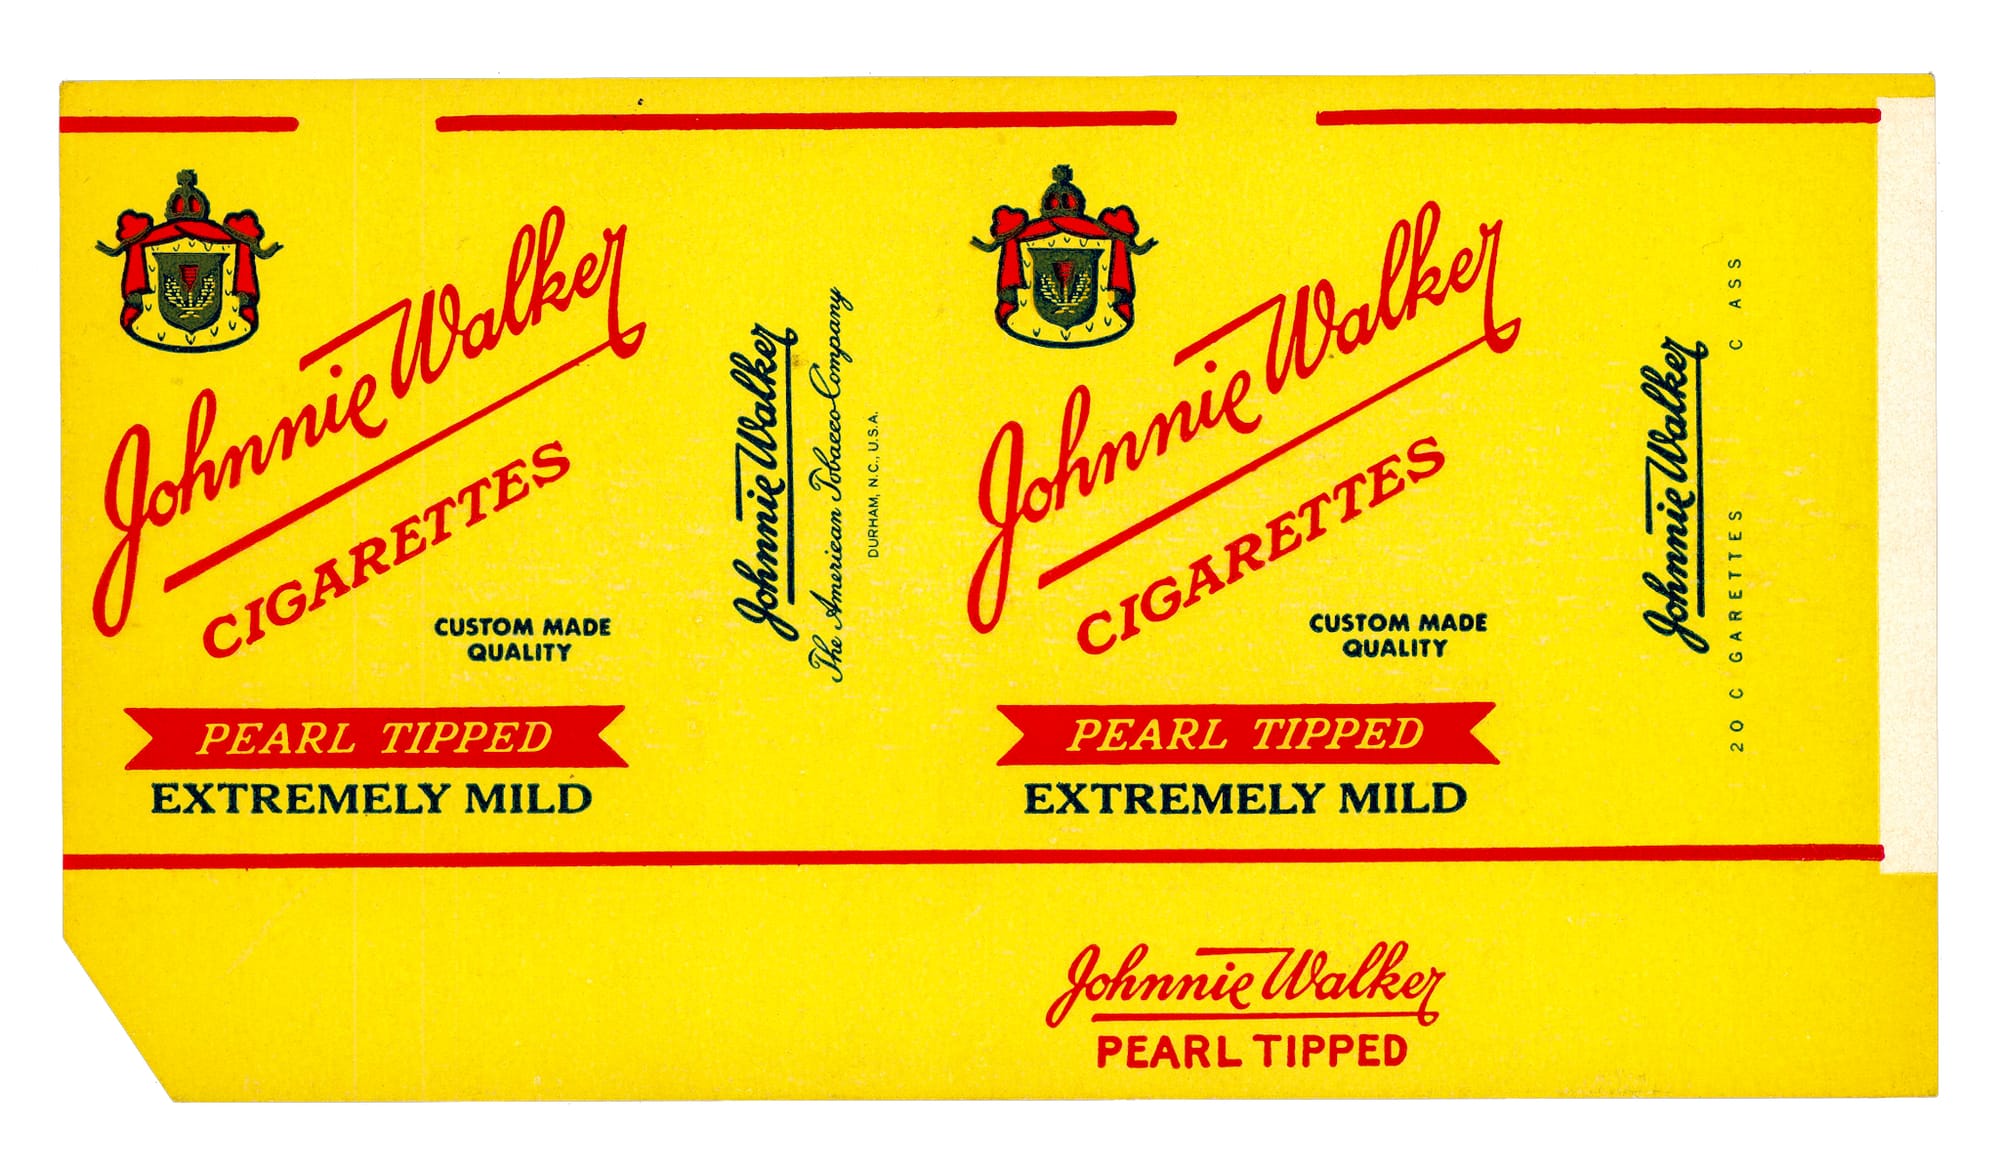 Johnnie Walker
CIGARETTES
CUSTOM MADE
QUALITY
PEARL TIPPED
EXTREMELY MILD
Johnnie Walker
The American Tobacco Company
DURHAM, N.C., U.S.A.
Johnnie Walker
CIGARETTES
CUSTOM MADE
QUALITY
PEARL TIPPED
EXTREMELY MILD
Johnnie Walker
20 C GARETTES C ASS
Johnnie Walker
PEARL TIPPED